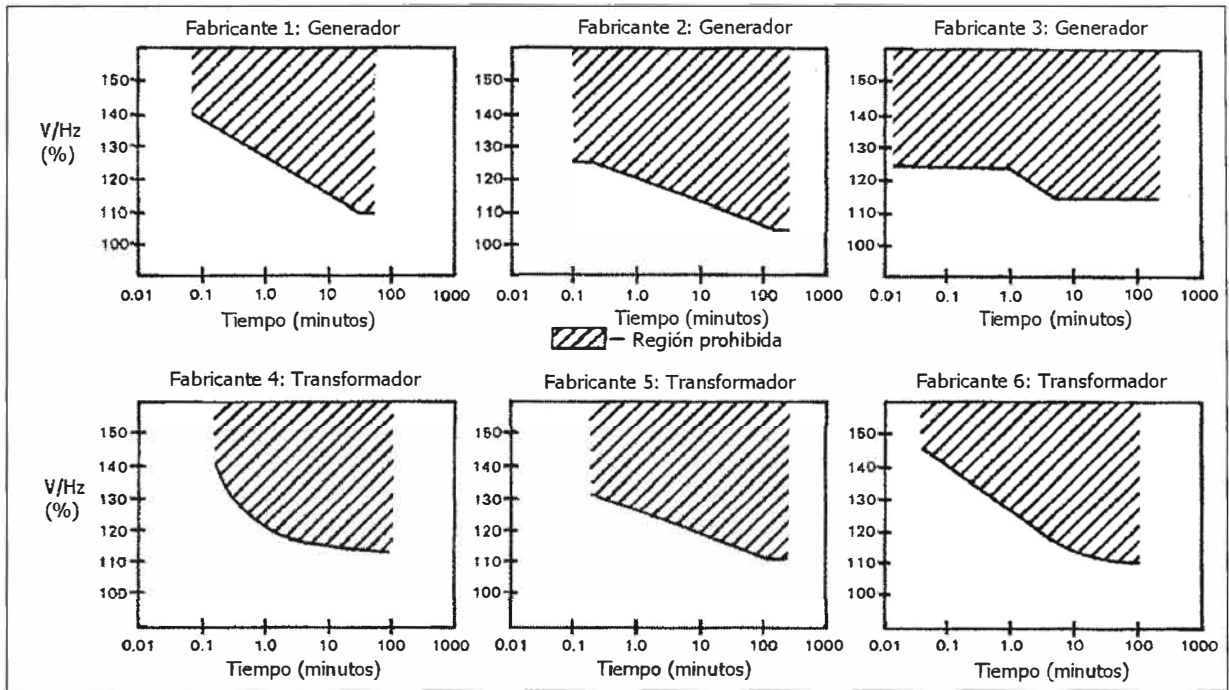 Fabricante 1: Generador
V/Hz
(%)
150
140
130
120
110
100
0.01 0.1 1.0 10 100 1000
Tiempo (minutos)
Fabricante 2: Generador
150
140
130
120
110
100
0.01 0.1 1.0 10 100 1000
Tiempo (minutos)
Fabricante 3: Generador
150
140
130
120
110
100
0.01 0.1 1.0 10 100 1000
Tiempo (minutos)
– Región prohibida
Fabricante 4: Transformador
V/Hz
(%)
150
140
130
120
110
100
0.01 0.1 1.0 10 100 1000
Tiempo (minutos)
Fabricante 5: Transformador
150
140
130
120
110
100
0.01 0.1 1.0 10 100 1000
Tiempo (minutos)
Fabricante 6: Transformador
150
140
130
120
110
100
0.01 0.1 1.0 10 100 1000
Tiempo (minutos)